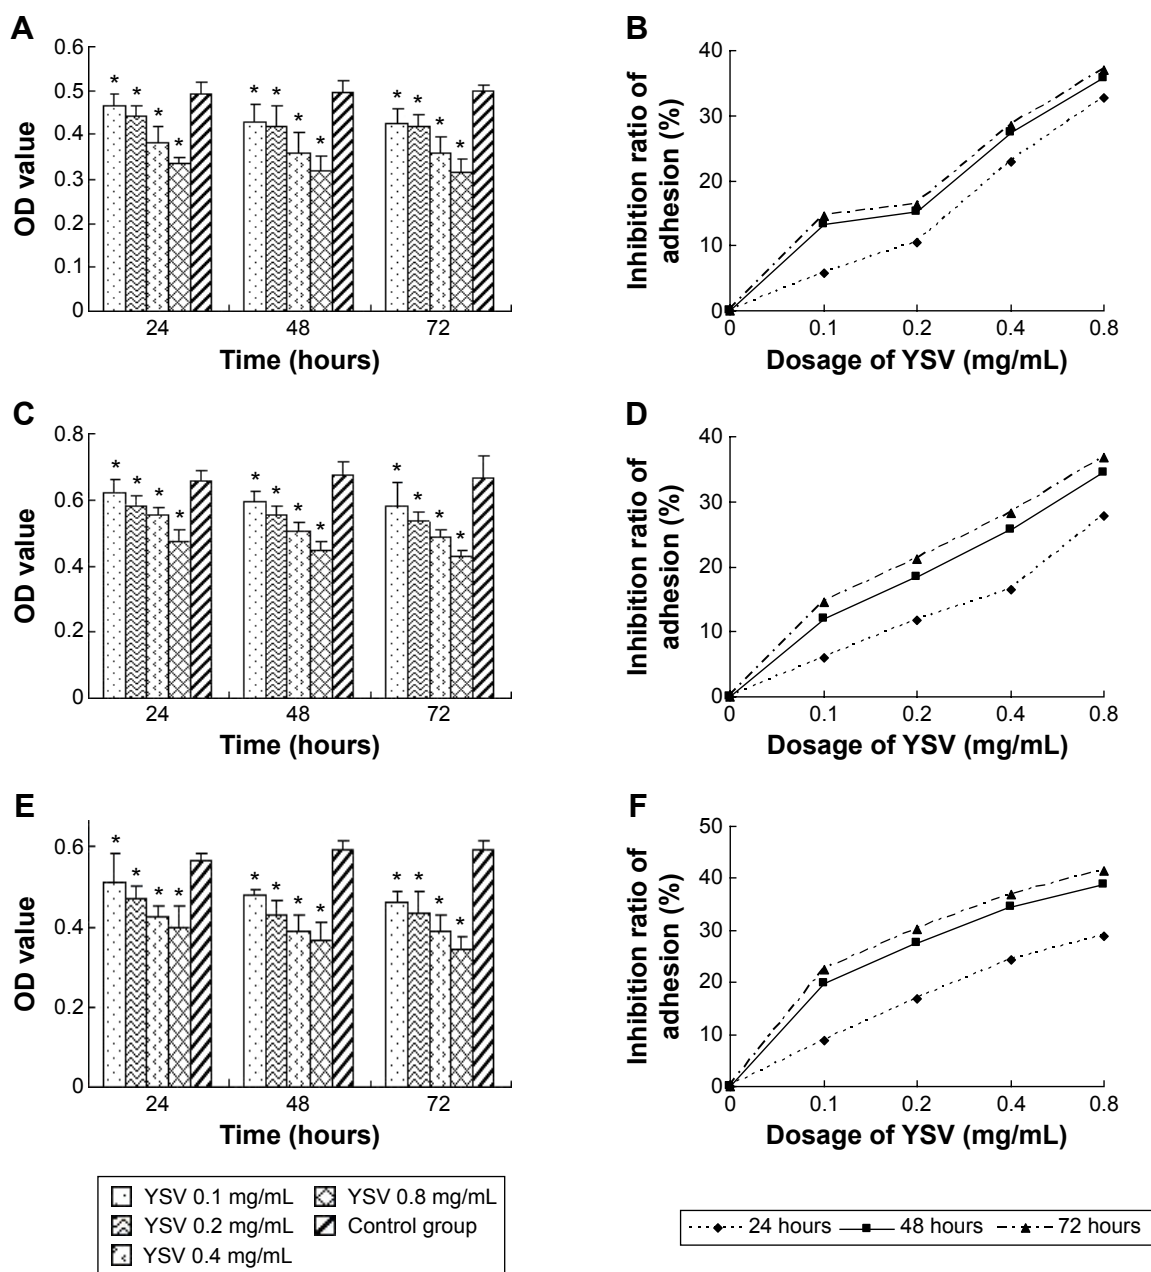 A
0.6
0.5
0.4
0.3
0.2
0.1
0
OD value
* * * *
* * * *
* * * *
24 48 72
Time (hours)
B
40
30
20
10
0
Inhibition ratio of
adhesion (%)
0 0.1 0.2 0.4 0.8
Dosage of YSV (mg/mL)
C
0.8
0.6
0.4
0.2
0
OD value
* * * *
* * * *
* * * *
24 48 72
Time (hours)
D
40
30
20
10
0
Inhibition ratio of
adhesion (%)
0 0.1 0.2 0.4 0.8
Dosage of YSV (mg/mL)
E
0.6
0.4
0.2
0
OD value
* * * *
* * * *
* * * *
24 48 72
Time (hours)
F
50
40
30
20
10
0
Inhibition ratio of
adhesion (%)
0 0.1 0.2 0.4 0.8
Dosage of YSV (mg/mL)
YSV 0.1 mg/mL YSV 0.8 mg/mL
YSV 0.2 mg/mL Control group
YSV 0.4 mg/mL
24 hours 48 hours 72 hours